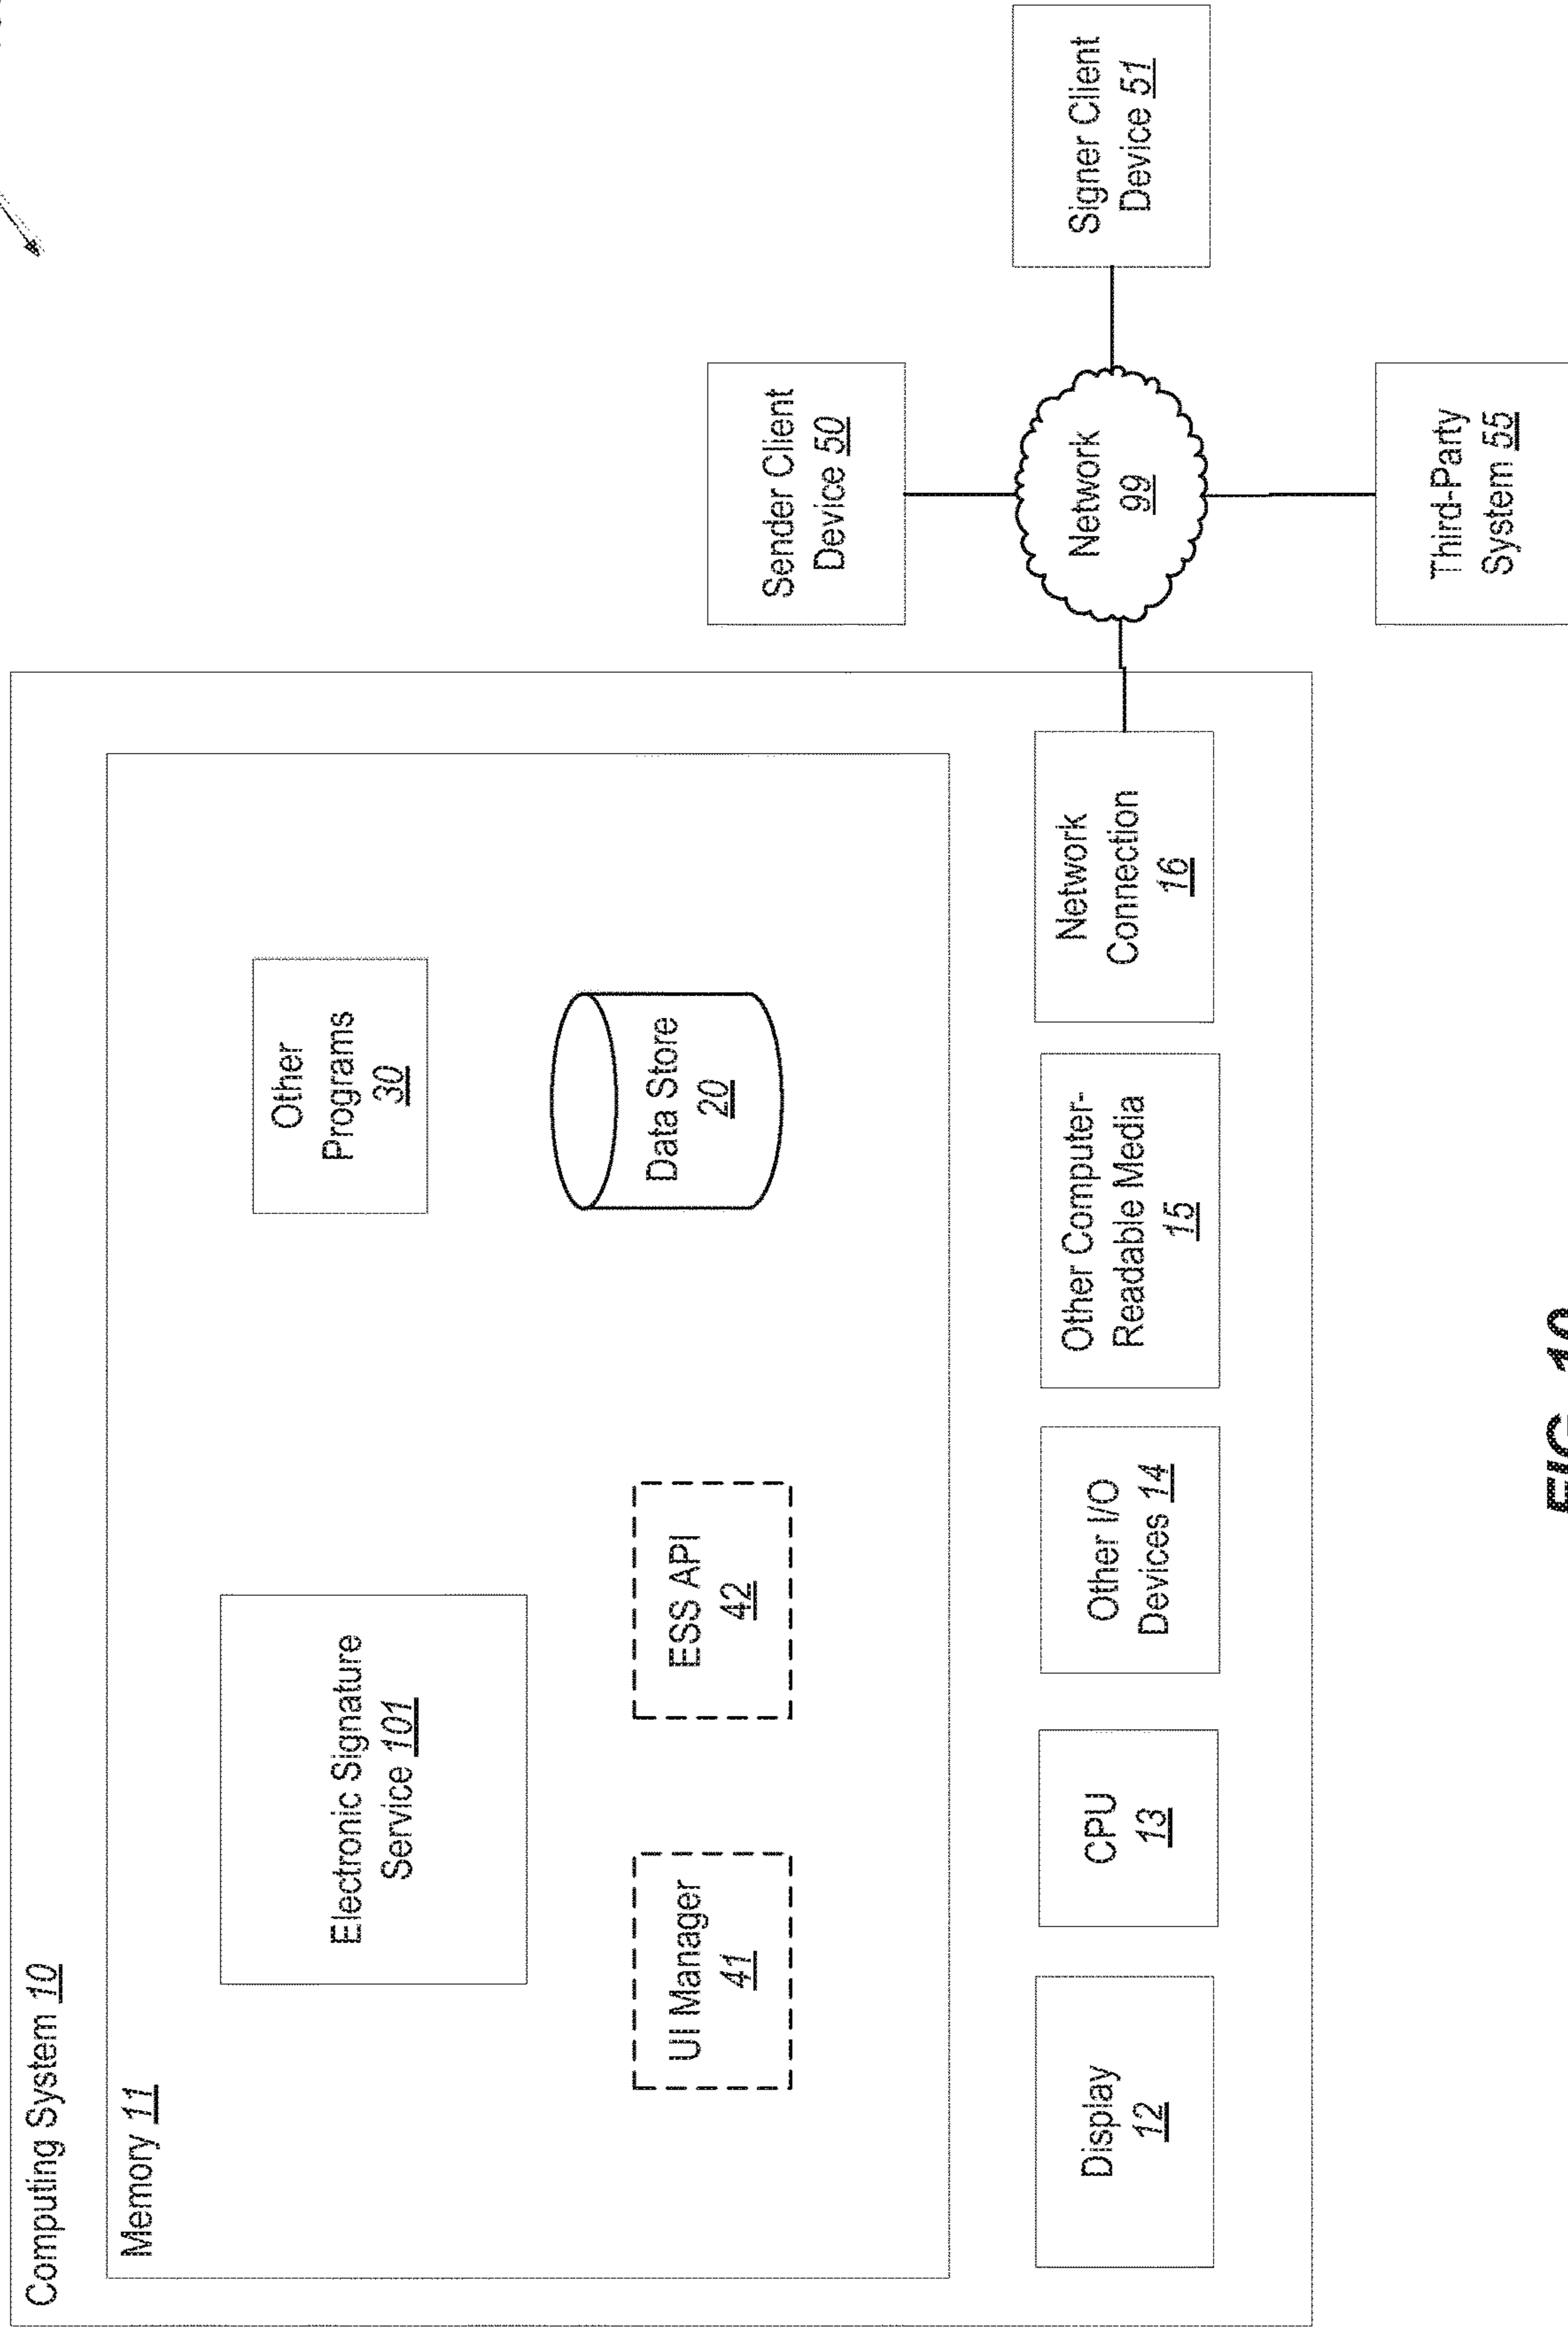 Computing System 10
Memory 11
Electronic Signature
Service 101
Other
Programs
30
UI Manager
41
ESS API
42
Data Store
20
Display
12
CPU
13
Other I/O
Devices 14
Other Computer-
Readable Media
15
Network
Connection
16
Sender Client
Device 50
Network
99
Signer Client
Device 51
Third-Party
System 55